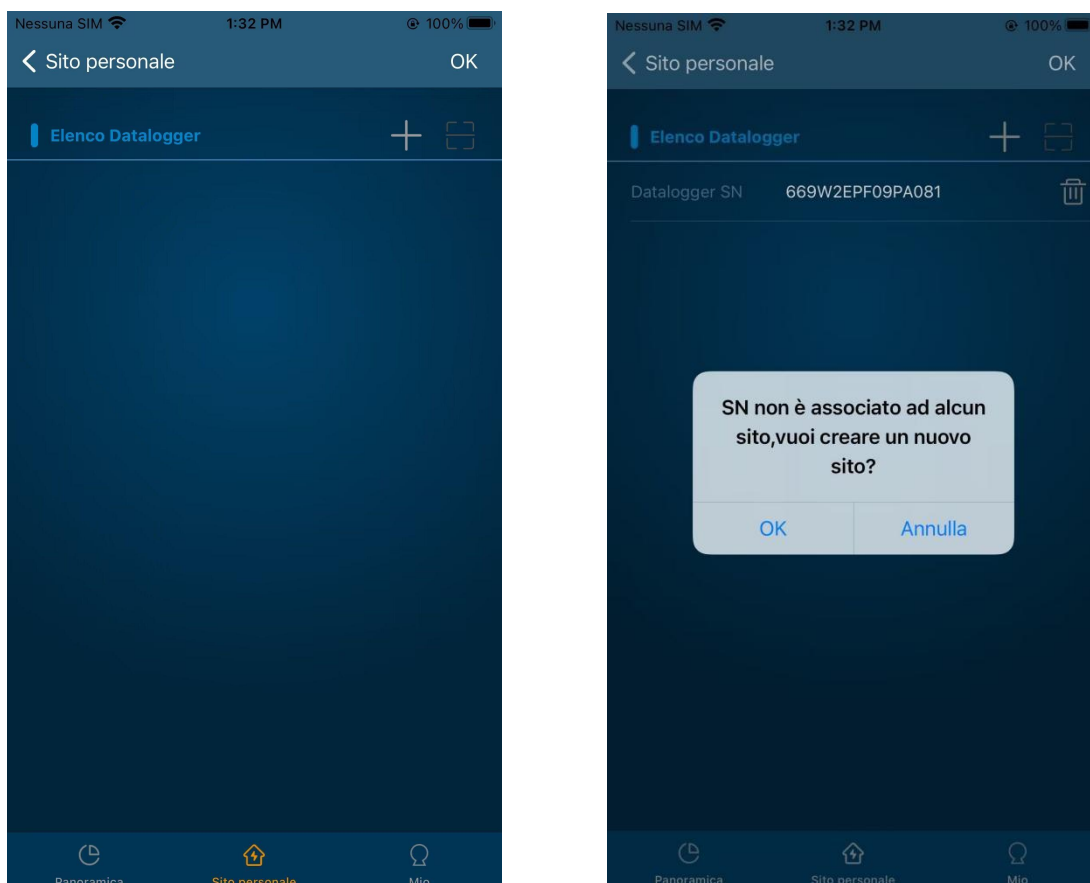 Nessuna SIM 1:32 PM 100%
Sito personale OK
Elenco Datalogger
Panoramica Sito personale Mio
Nessuna SIM 1:32 PM 100%
Sito personale OK
Elenco Datalogger
Datalogger SN 669W2EPF09PA081
SN non è associato ad alcun
sito,vuoi creare un nuovo
sito?
OK Annulla
Panoramica Sito personale Mio